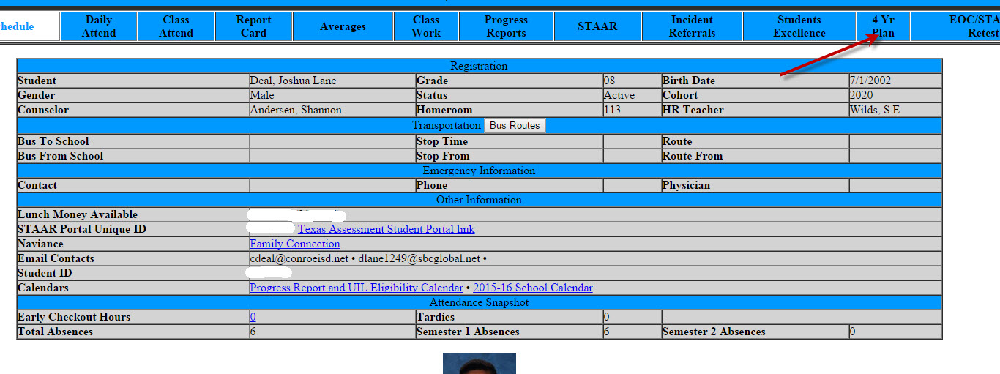 hedule Daily Attend Class Attend Report Card Averages Class Work Progress Reports STAAR Incident Referrals Students Excellence 4 Yr Plan EOC/STA Retest
Registration
Student Deal, Joshua Lane Grade 08 Birth Date 7/1/2002
Gender Male Status Active Cohort 2020
Counselor Andersen, Shannon Homeroom 113 HR Teacher Wilds, S E
Transportation Bus Routes
Bus To School Stop Time Route
Bus From School Stop From Route From
Emergency Information
Contact Phone Physician
Other Information
Lunch Money Available
STAAR Portal Unique ID Texas Assessment Student Portal link
Naviance Family Connection
Email Contacts cdeal@conroeisd.net • dlane1249@sbcglobal.net •
Student ID
Calendars Progress Report and UIL Eligibility Calendar • 2015-16 School Calendar
Attendance Snapshot
Early Checkout Hours 0 Tardies 0 -
Total Absences 6 Semester 1 Absences 6 Semester 2 Absences 0